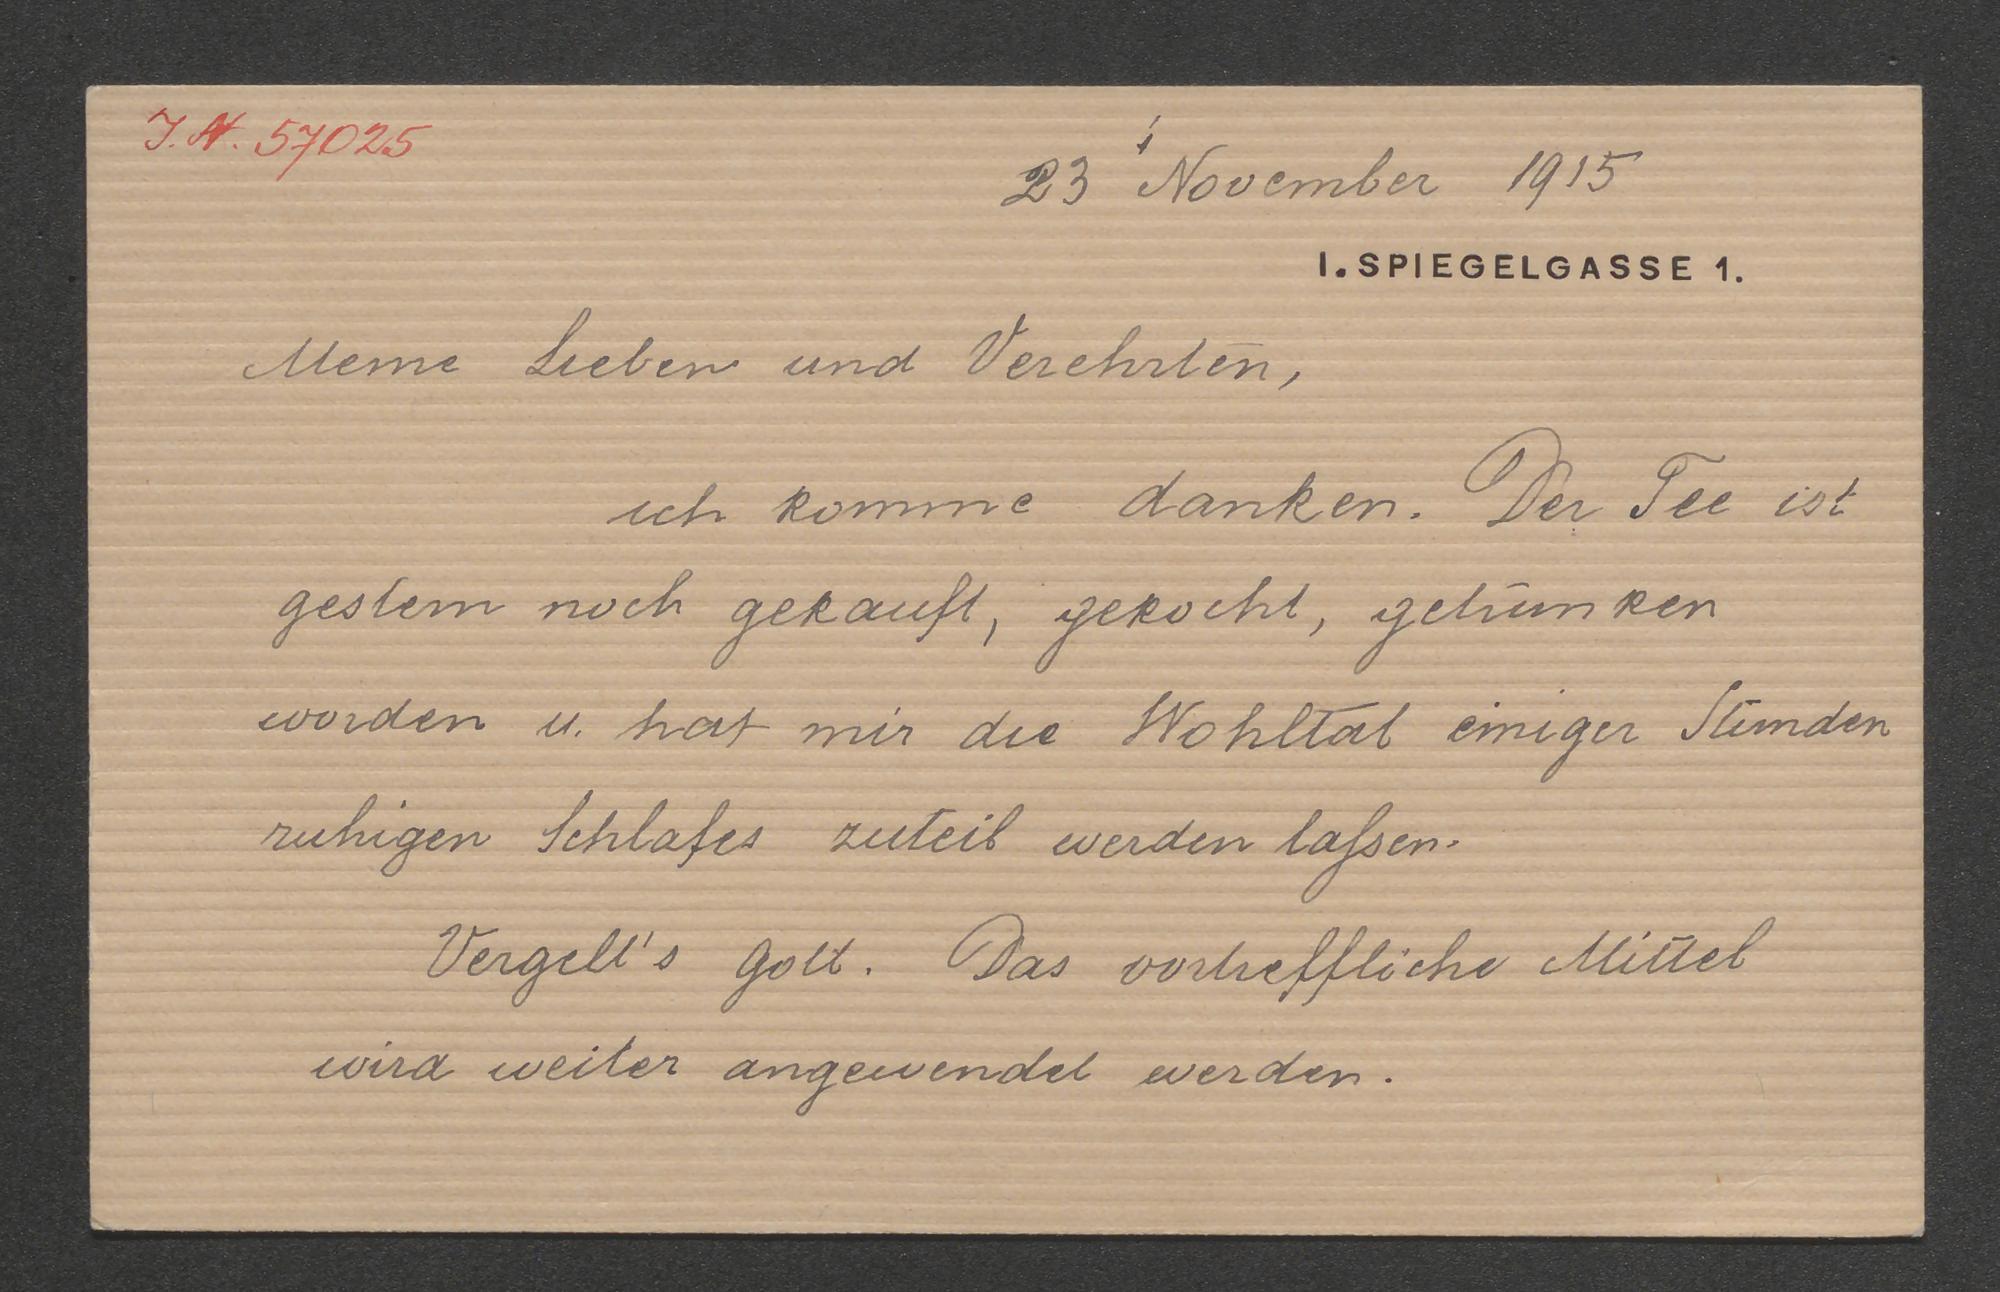 J.N. 57025
23 November 1915
I. SPIEGELGASSE 1.
Meine Lieben und Verehrten,
ich komme danken. Der Tee ist
gestern noch gekauft, gekocht, getrunken
worden u. hat mir die Wohltat einiger Stunden
ruhigen Schlafes zuteil werden laſsen.
Vergelt's Gott. Das vortreffliche Mittel
wird weiter angewendet werden.